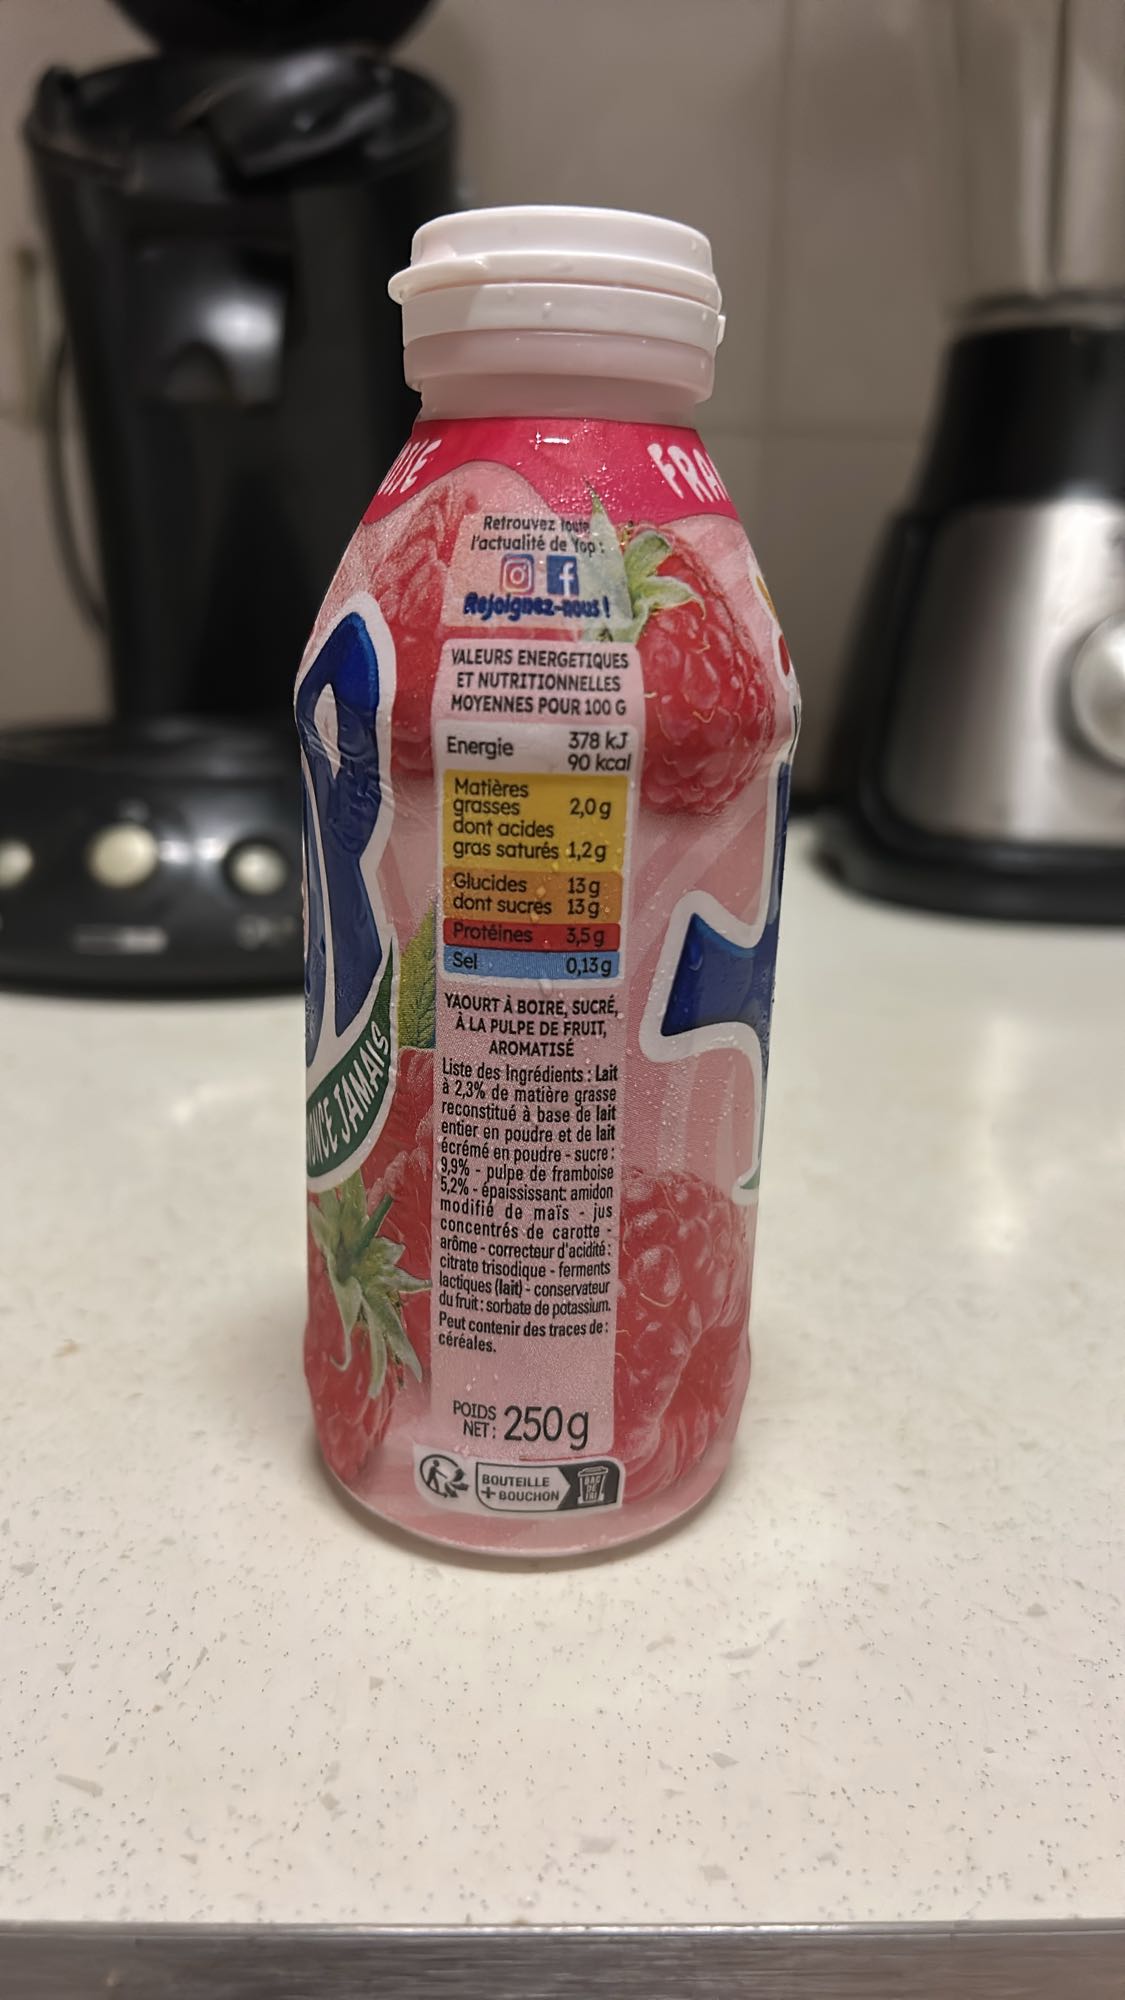 FRA
Retrouvez toute
l'actualité de Yop :
f
Rejoignez-nous !
VALEURS ENERGETIQUES
ET NUTRITIONNELLES
MOYENNES POUR 100 G
Energie 378 kJ
90 kcal
Matières
grasses 2,0 g
dont acides
gras saturés 1,2 g
Glucides 13 g
dont sucres 13 g
Protéines 3,5 g
Sel 0,13 g
YAOURT À BOIRE, SUCRÉ,
À LA PULPE DE FRUIT,
AROMATISÉ
Liste des Ingrédients : Lait
à 2,3% de matière grasse
reconstitué à base de lait
entier en poudre et de lait
écrémé en poudre - sucre :
9,9% - pulpe de framboise
5,2% - épaississant: amidon
modifié de maïs - jus
concentrés de carotte -
arôme - correcteur d'acidité :
citrate trisodique - ferments
lactiques (lait) - conservateur
du fruit : sorbate de potassium.
Peut contenir des traces de :
céréales.
JAMAIS
POIDS
NET : 250g
BOUTEILLE
+ BOUCHON
BAC
DE
TRI